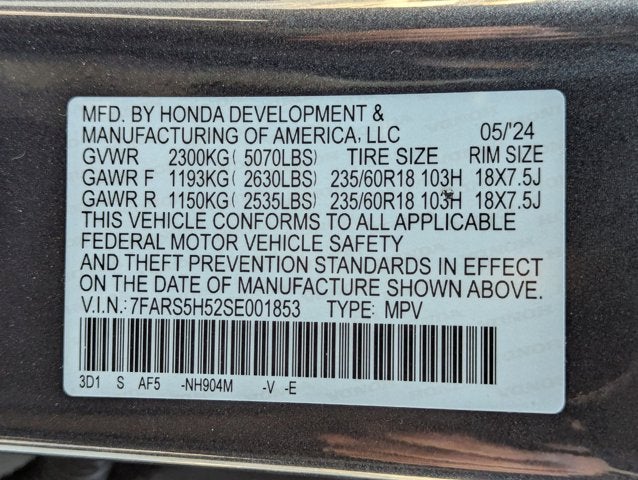 MFD. BY HONDA DEVELOPMENT &
MANUFACTURING OF AMERICA, LLC 05/'24
GVWR 2300KG( 5070LBS) TIRE SIZE RIM SIZE
GAWR F 1193KG( 2630LBS) 235/60R18 103H 18X7.5J
GAWR R 1150KG( 2535LBS) 235/60R18 103H 18X7.5J
THIS VEHICLE CONFORMS TO ALL APPLICABLE
FEDERAL MOTOR VEHICLE SAFETY
AND THEFT PREVENTION STANDARDS IN EFFECT
ON THE DATE OF MANUFACTURE SHOWN ABOVE.
V.I.N.:7FARS5H52SE001853 TYPE: MPV
3D1 S AF5 -NH904M -V -E